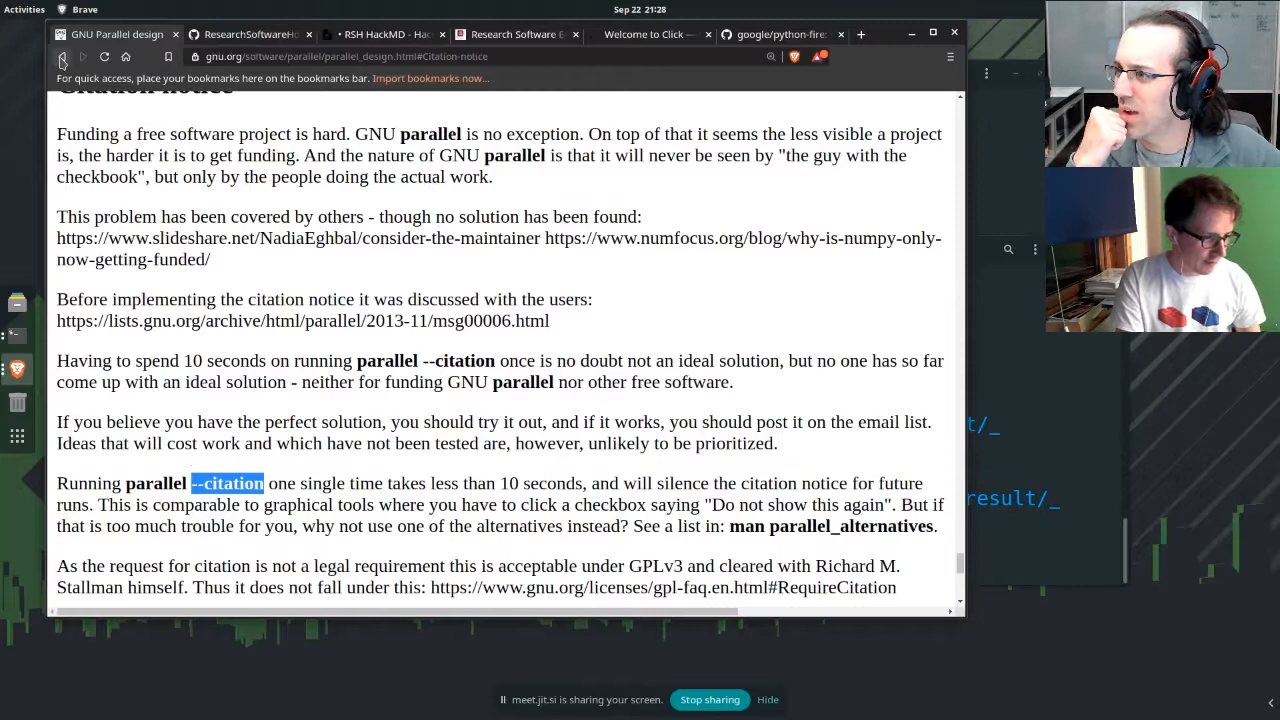 Activities
Brave
Sep 22 21:28
GNU Parallel design
ResearchSoftwareHo
• RSH HackMD - Hac
Research Software E
Welcome to Click —
google/python-fire:
gnu.org/software/parallel/parallel_design.html#Citation-notice
For quick access, place your bookmarks here on the bookmarks bar. Import bookmarks now...
Citation notice
Funding a free software project is hard. GNU parallel is no exception. On top of that it seems the less visible a project
is, the harder it is to get funding. And the nature of GNU parallel is that it will never be seen by "the guy with the
checkbook", but only by the people doing the actual work.
This problem has been covered by others - though no solution has been found:
https://www.slideshare.net/NadiaEghbal/consider-the-maintainer https://www.numfocus.org/blog/why-is-numpy-only-
now-getting-funded/
Before implementing the citation notice it was discussed with the users:
https://lists.gnu.org/archive/html/parallel/2013-11/msg00006.html
Having to spend 10 seconds on running parallel --citation once is no doubt not an ideal solution, but no one has so far
come up with an ideal solution - neither for funding GNU parallel nor other free software.
If you believe you have the perfect solution, you should try it out, and if it works, you should post it on the email list.
Ideas that will cost work and which have not been tested are, however, unlikely to be prioritized.
Running parallel --citation one single time takes less than 10 seconds, and will silence the citation notice for future
runs. This is comparable to graphical tools where you have to click a checkbox saying "Do not show this again". But if
that is too much trouble for you, why not use one of the alternatives instead? See a list in: man parallel_alternatives.
As the request for citation is not a legal requirement this is acceptable under GPLv3 and cleared with Richard M.
Stallman himself. Thus it does not fall under this: https://www.gnu.org/licenses/gpl-faq.en.html#RequireCitation
t/_
result/_
meet.jit.si is sharing your screen.
Stop sharing
Hide